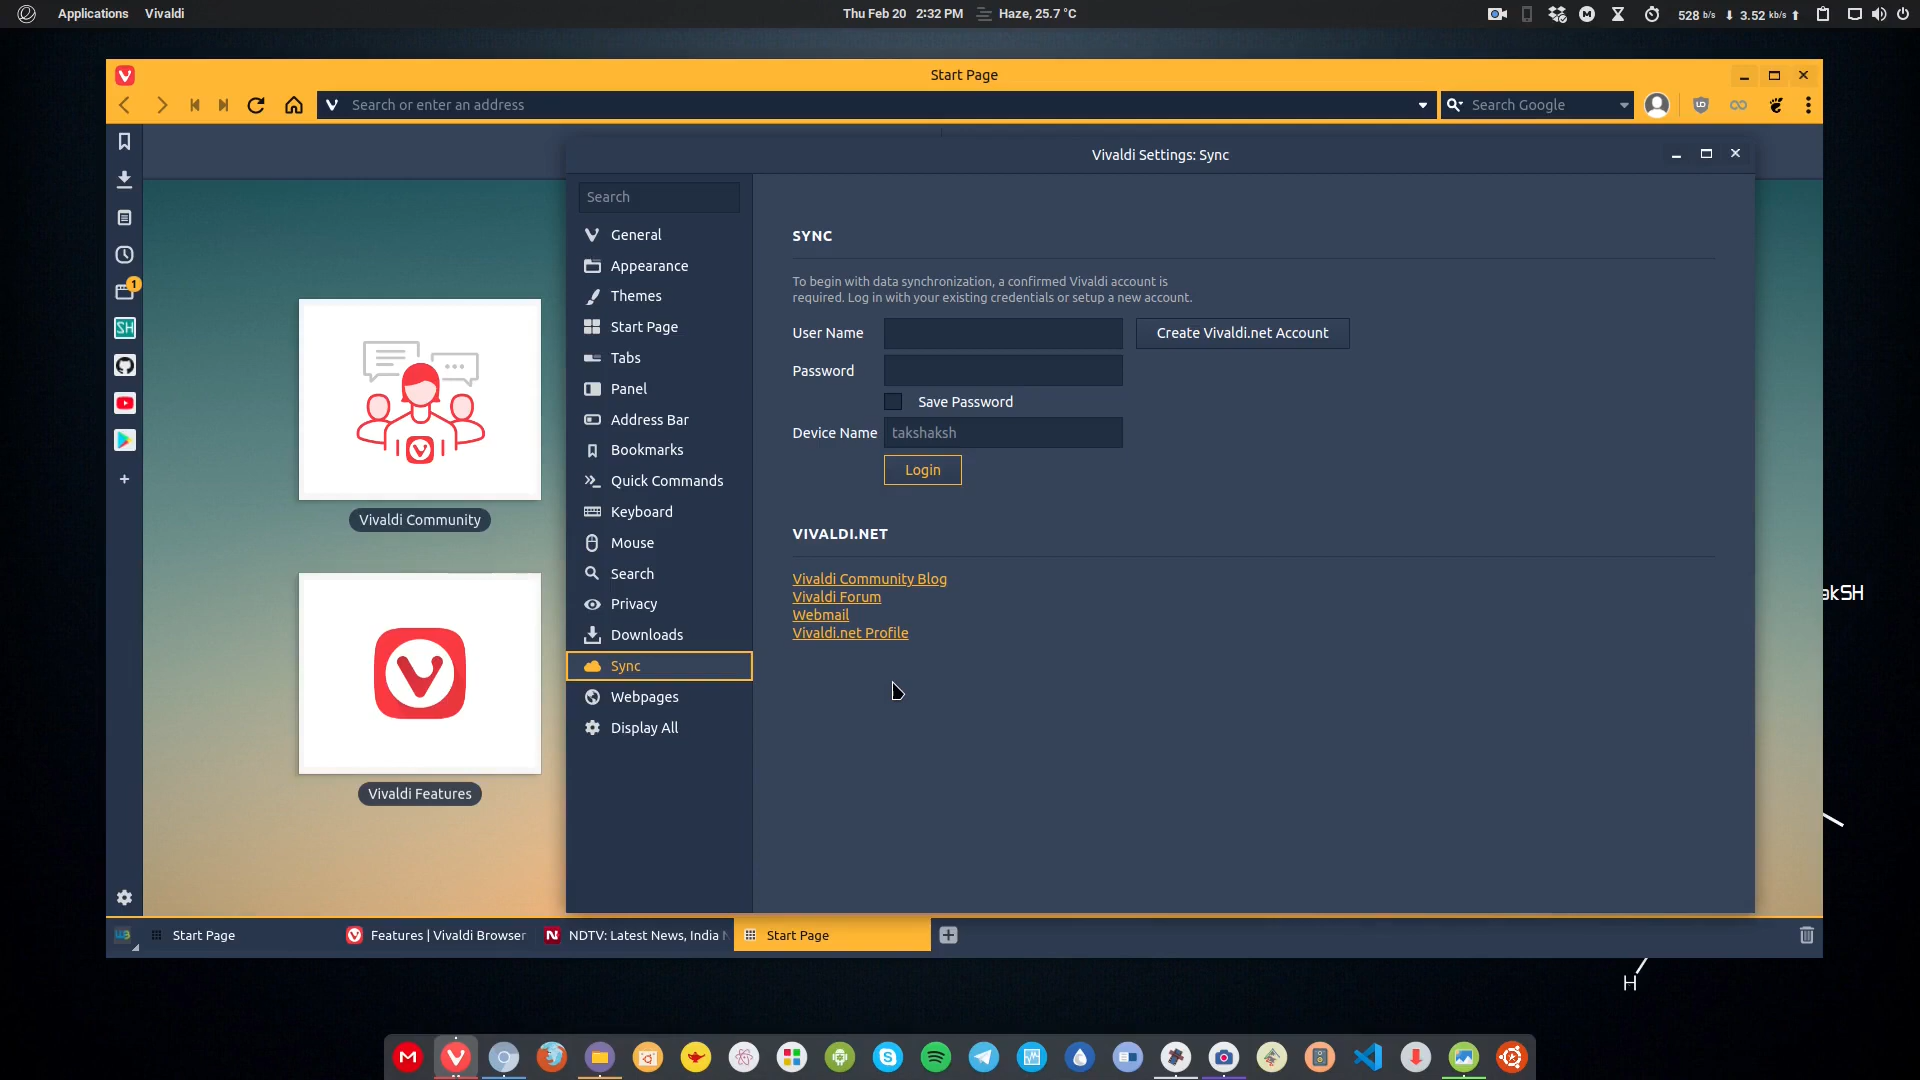 Applications Vivaldi Thu Feb 20 2:32 PM Haze, 25.7 °C 528 b/s 3.52 kb/s
Start Page
Search or enter an address Search Google
Vivaldi Settings: Sync
Search
General
Appearance
Themes
Start Page
Tabs
Panel
Address Bar
Bookmarks
Quick Commands
Keyboard
Mouse
Search
Privacy
Downloads
Sync
Webpages
Display All
SYNC
To begin with data synchronization, a confirmed Vivaldi account is
required. Log in with your existing credentials or setup a new account.
User Name Create Vivaldi.net Account
Password
Save Password
Device Name takshaksh
Login
VIVALDI.NET
Vivaldi Community Blog
Vivaldi Forum
Webmail
Vivaldi.net Profile
1
SH
Vivaldi Community
Vivaldi Features
akSH
H
Start Page Features | Vivaldi Browser NDTV: Latest News, India Start Page